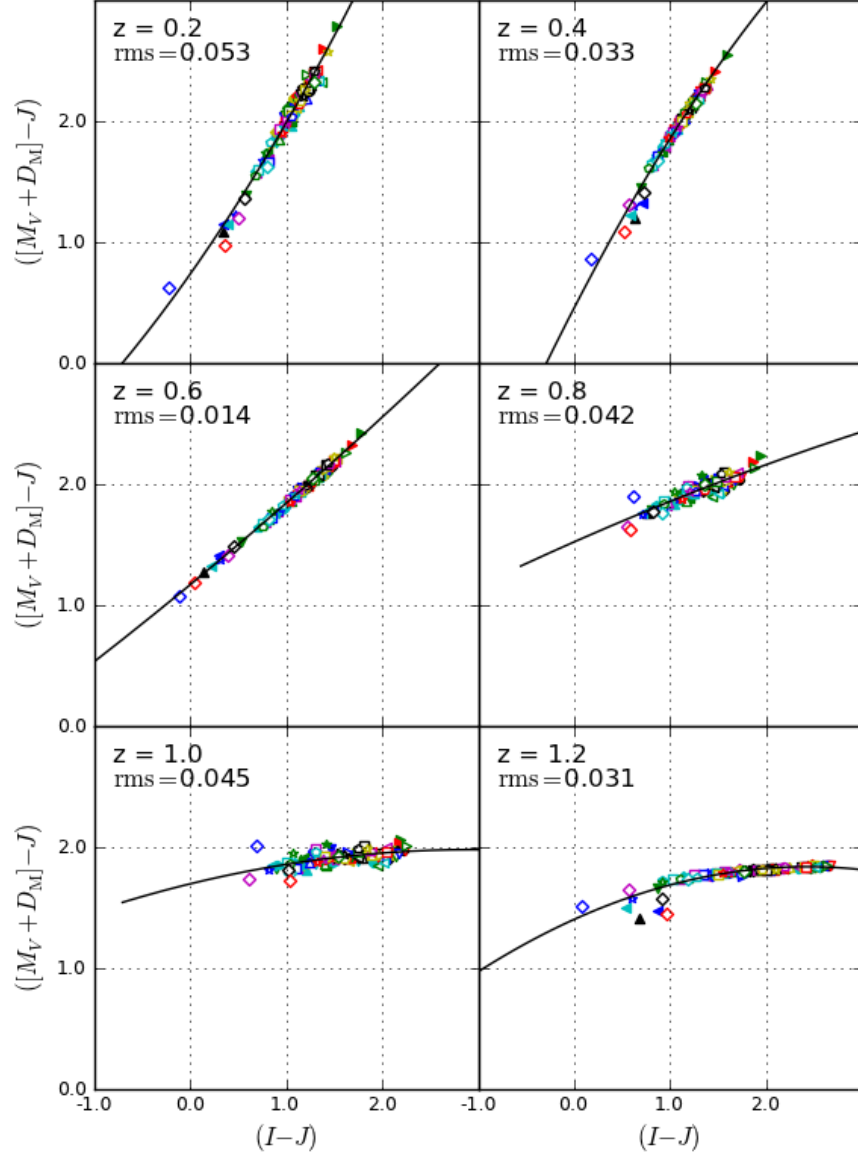 z = 0.2
rms=0.053
z = 0.4
rms=0.033
2.0
1.0
0.0
([M_V+D_M]−J)
z = 0.6
rms=0.014
z = 0.8
rms=0.042
2.0
1.0
0.0
([M_V+D_M]−J)
z = 1.0
rms=0.045
z = 1.2
rms=0.031
2.0
1.0
0.0
([M_V+D_M]−J)
-1.0 0.0 1.0 2.0 -1.0 0.0 1.0 2.0
(I−J) (I−J)